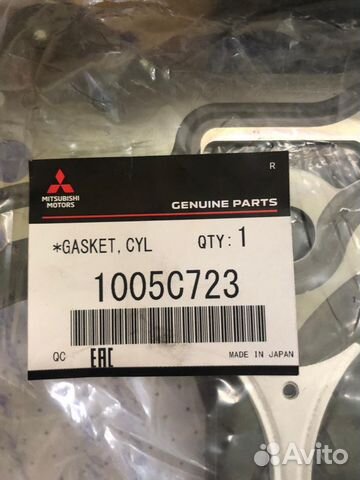 R
MITSUBISHI
MOTORS
GENUINE PARTS
*GASKET, CYL QTY: 1
1005C723
QC EAC MADE IN JAPAN
Avito